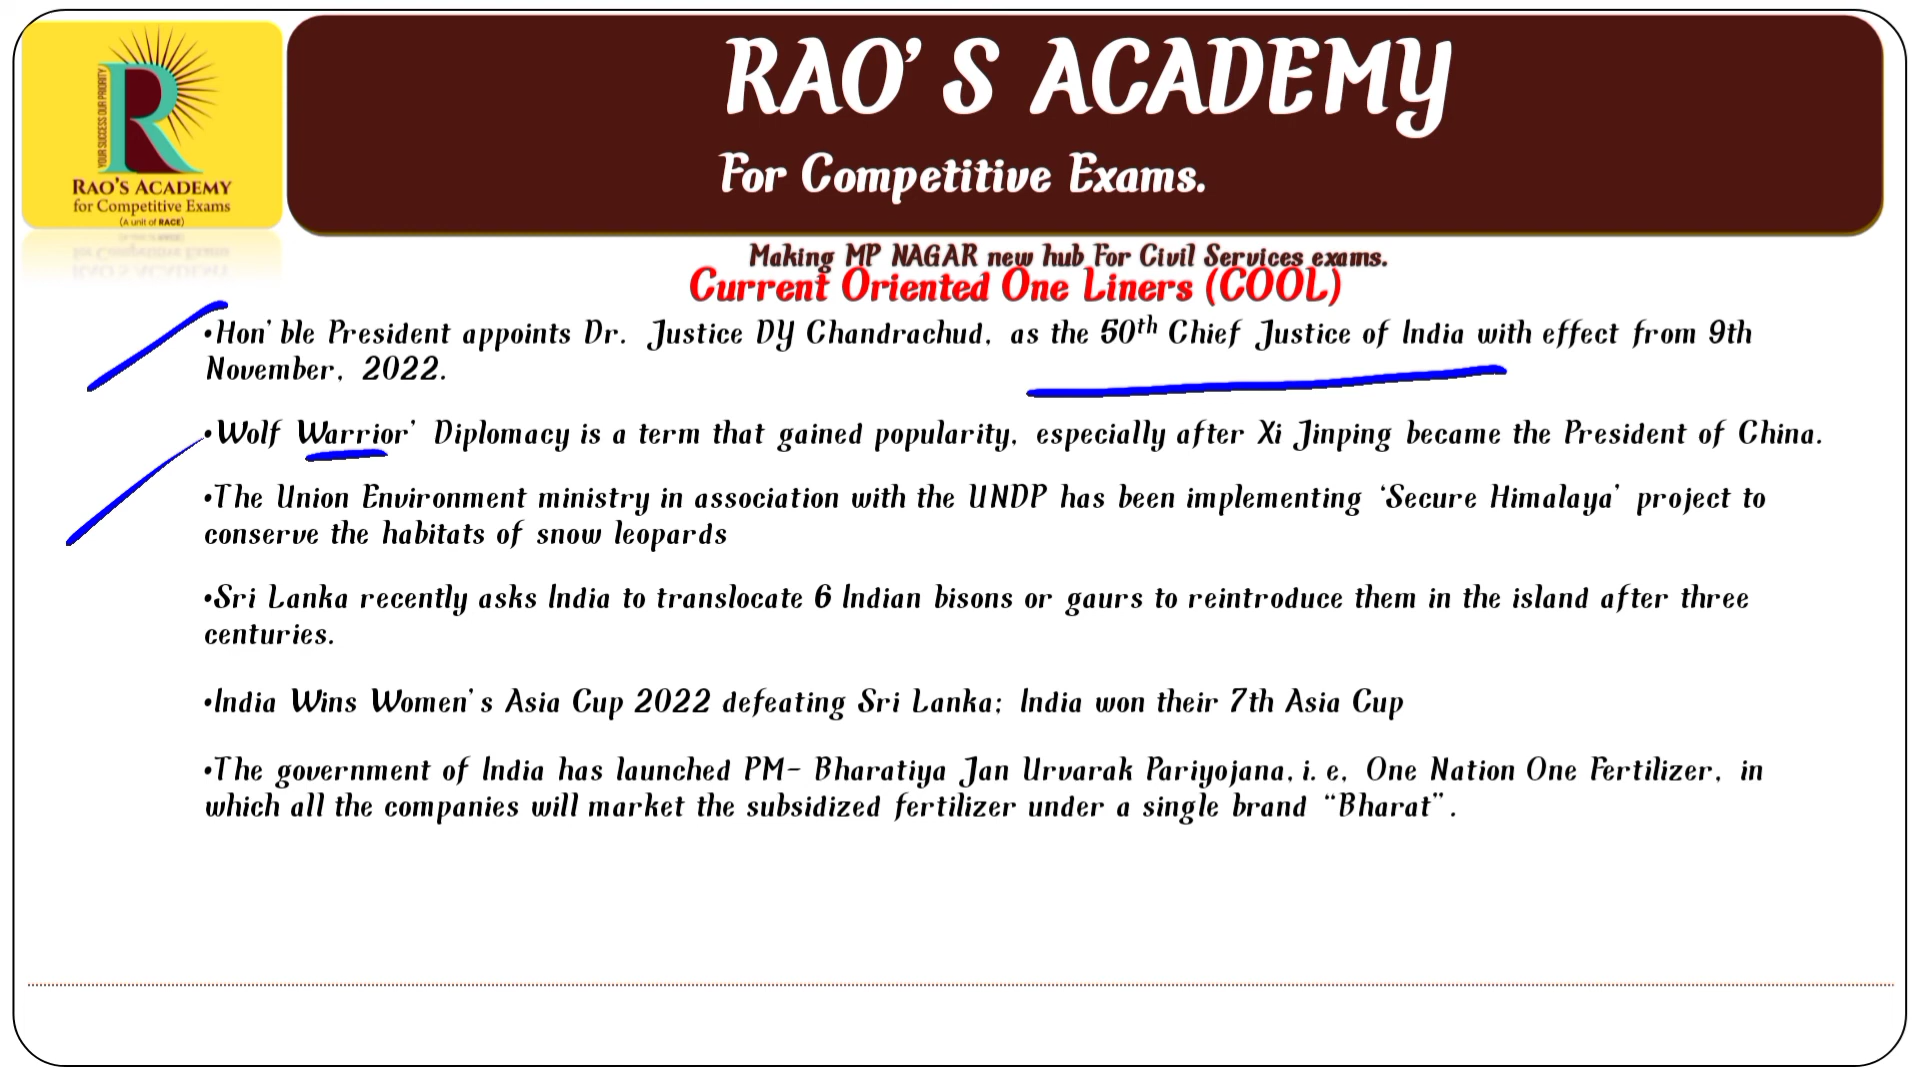 YOUR SUCCESS OUR PRIORITY
R
RAO'S ACADEMY
for Competitive Exams
(A unit of RACE)
RAO'S ACADEMY
For Competitive Exams.
Making MP NAGAR new hub For Civil Services exams.
Current Oriented One Liners (COOL)
•Hon'ble President appoints Dr. Justice DY Chandrachud, as the 50th Chief Justice of India with effect from 9th
November, 2022.
•Wolf Warrior' Diplomacy is a term that gained popularity, especially after Xi Jinping became the President of China.
•The Union Environment ministry in association with the UNDP has been implementing 'Secure Himalaya' project to
conserve the habitats of snow leopards
•Sri Lanka recently asks India to translocate 6 Indian bisons or gaurs to reintroduce them in the island after three
centuries.
•India Wins Women's Asia Cup 2022 defeating Sri Lanka; India won their 7th Asia Cup
•The government of India has launched PM- Bharatiya Jan Urvarak Pariyojana, i.e, One Nation One Fertilizer, in
which all the companies will market the subsidized fertilizer under a single brand "Bharat".